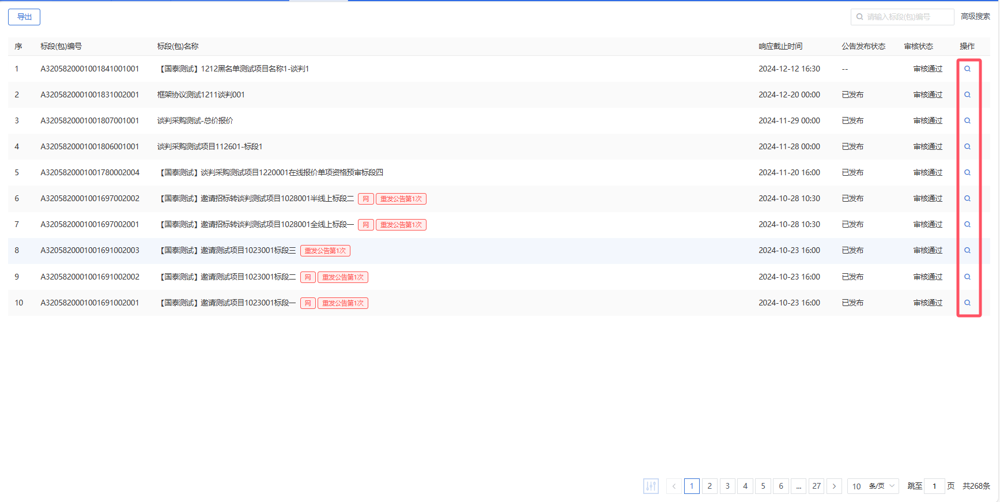 导出 请输入标段(包)编号 高级搜索
序 标段(包)编号 标段(包)名称 响应截止时间 公告发布状态 审核状态 操作
1 A3205820001001841001001 【国泰测试】1212黑名单测试项目名称1-谈判1 2024-12-12 16:30 -- 审核通过
2 A3205820001001831002001 框架协议测试1211谈判001 2024-12-20 00:00 已发布 审核通过
3 A3205820001001807001001 谈判采购测试-总价报价 2024-11-29 00:00 已发布 审核通过
4 A3205820001001806001001 谈判采购测试项目112601-标段1 2024-11-28 00:00 已发布 审核通过
5 A3205820001001780002004 【国泰测试】谈判采购测试项目1220001在线报价单项资格预审标段四 2024-11-20 16:00 已发布 审核通过
6 A3205820001001697002002 【国泰测试】邀请招标转谈判测试项目1028001半线上标段二 网 重发公告第1次 2024-10-28 10:30 已发布 审核通过
7 A3205820001001697002001 【国泰测试】邀请招标转谈判测试项目1028001全线上标段一 网 重发公告第1次 2024-10-28 10:30 已发布 审核通过
8 A3205820001001691002003 【国泰测试】邀请测试项目1023001标段三 重发公告第1次 2024-10-23 16:00 已发布 审核通过
9 A3205820001001691002002 【国泰测试】邀请测试项目1023001标段二 网 重发公告第1次 2024-10-23 16:00 已发布 审核通过
10 A3205820001001691002001 【国泰测试】邀请测试项目1023001标段一 网 重发公告第1次 2024-10-23 16:00 已发布 审核通过
1 2 3 4 5 6 ... 27 10 条/页 跳至 1 页 共268条